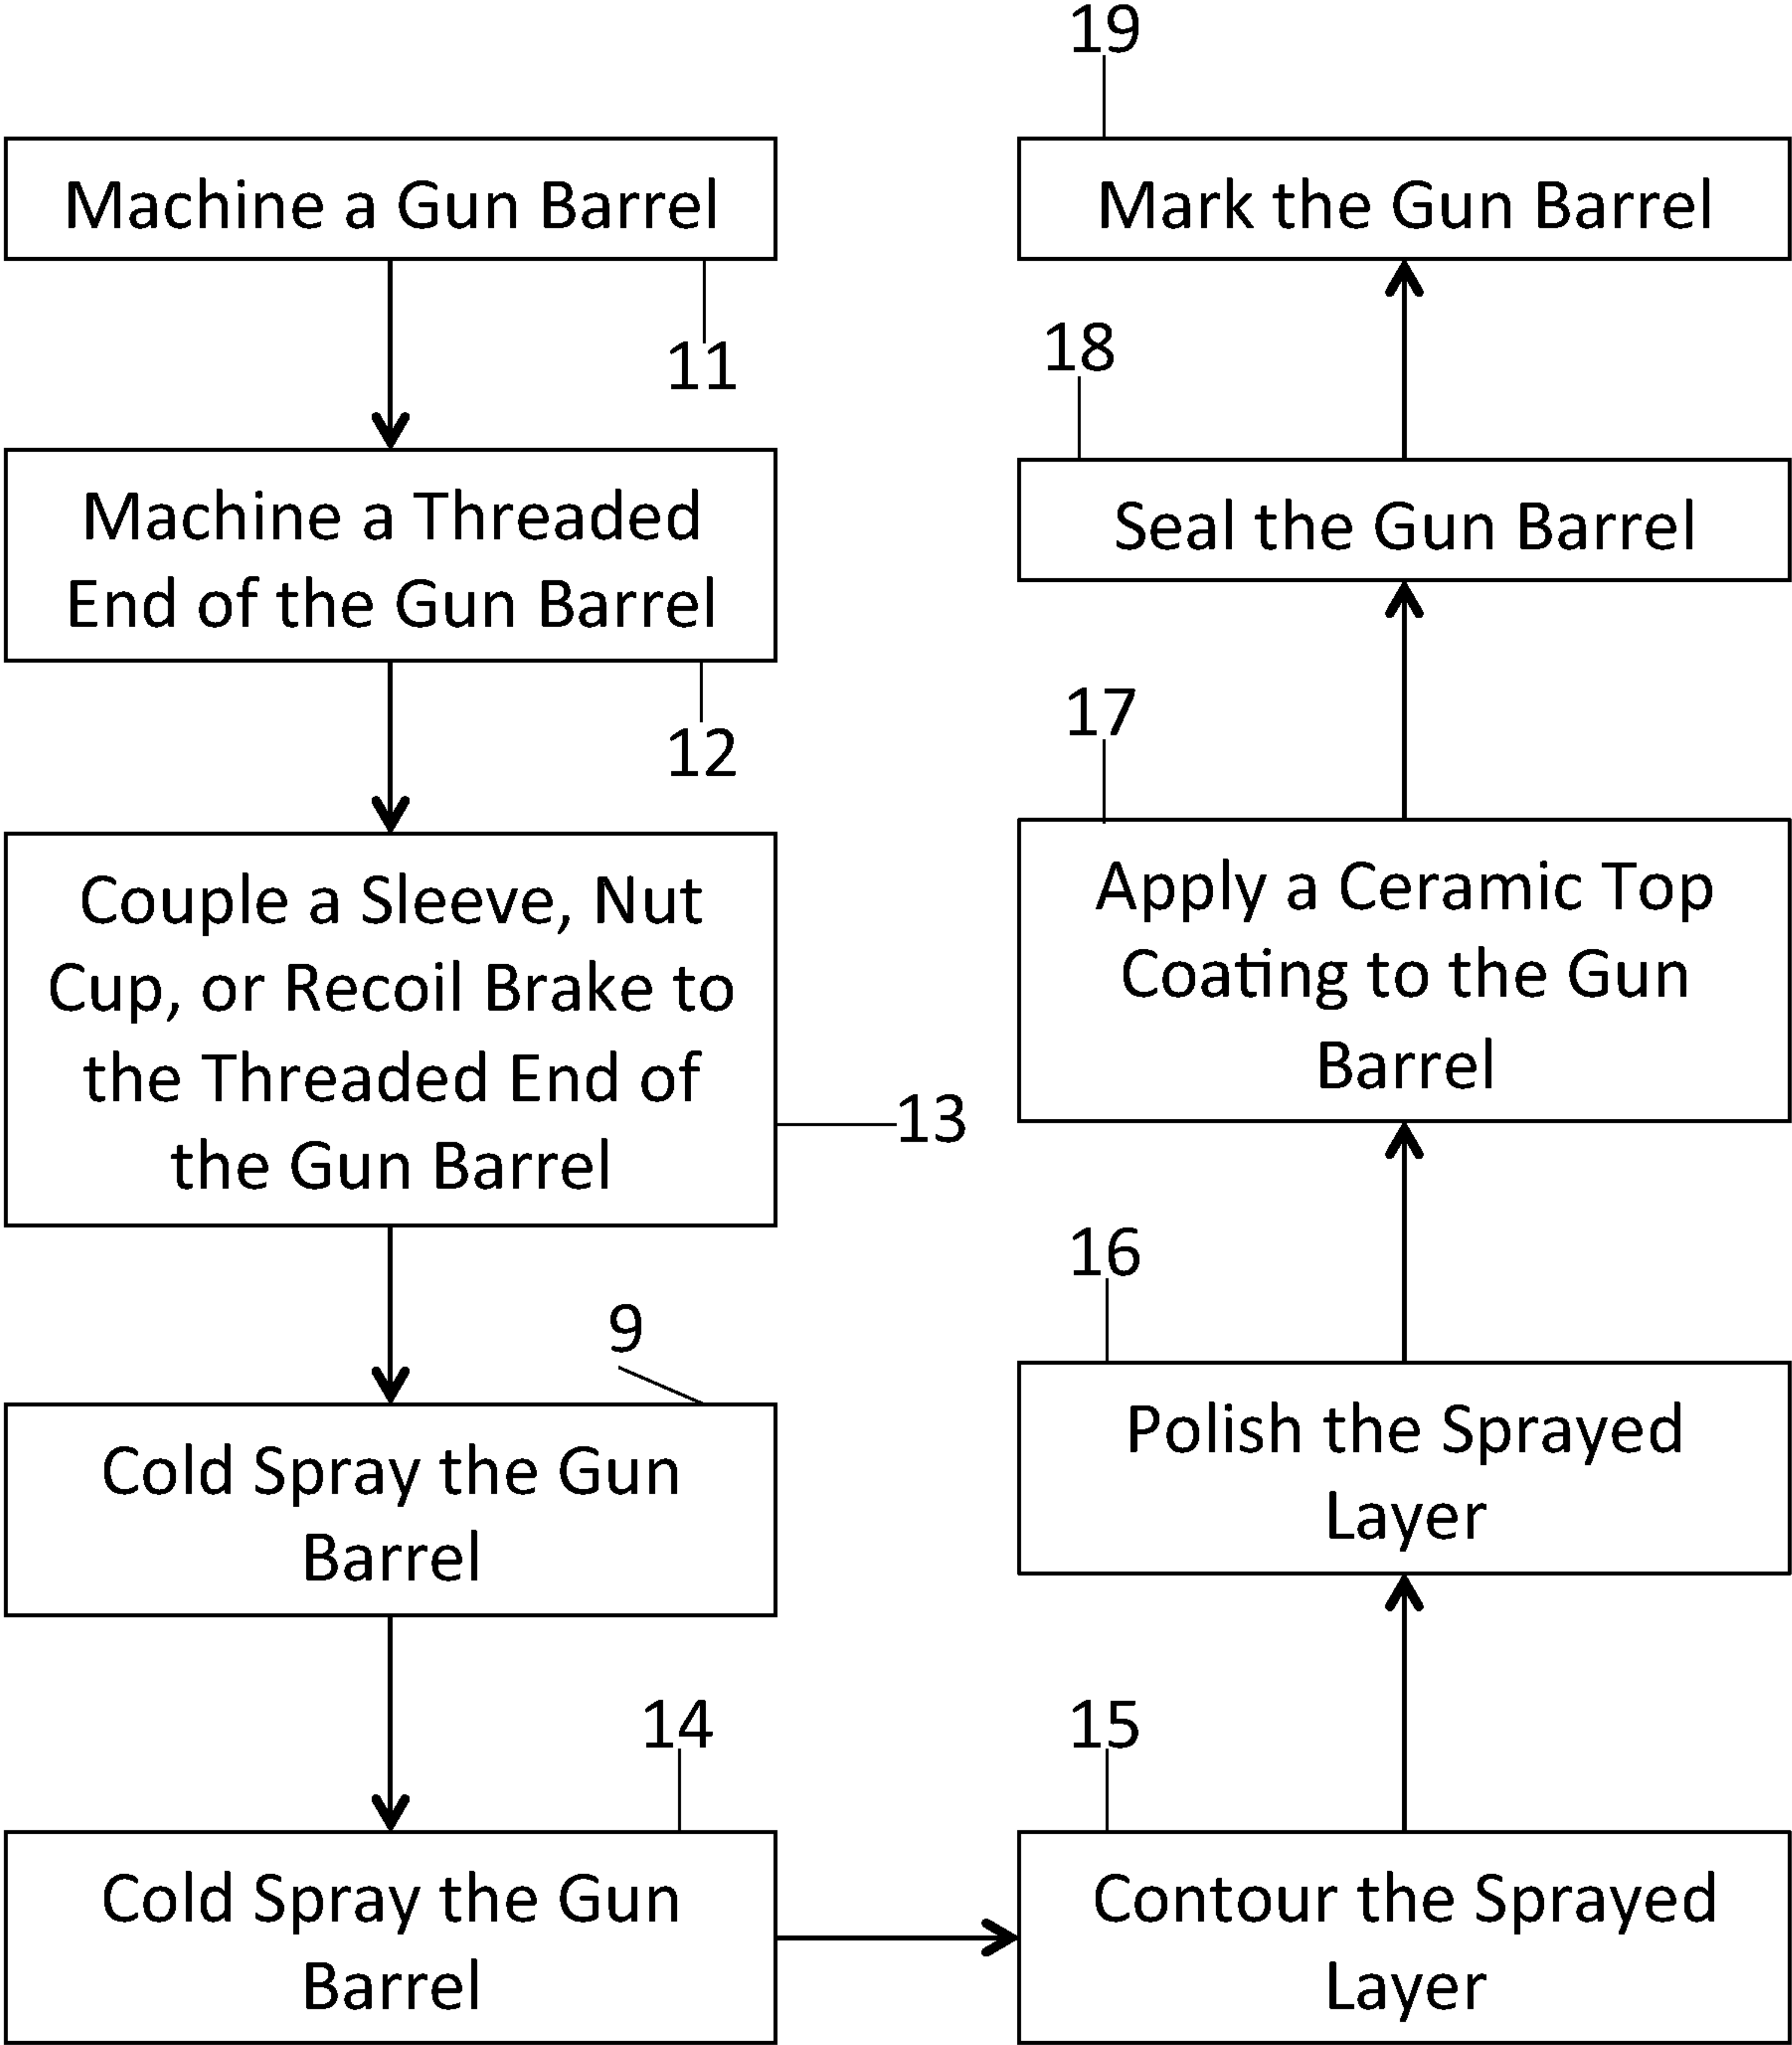 Machine a Gun Barrel
11
Machine a Threaded
End of the Gun Barrel
12
Couple a Sleeve, Nut
Cup, or Recoil Brake to
the Threaded End of
the Gun Barrel
13
9
Cold Spray the Gun
Barrel
14
Cold Spray the Gun
Barrel
15
Contour the Sprayed
Layer
16
Polish the Sprayed
Layer
17
Apply a Ceramic Top
Coating to the Gun
Barrel
18
Seal the Gun Barrel
19
Mark the Gun Barrel